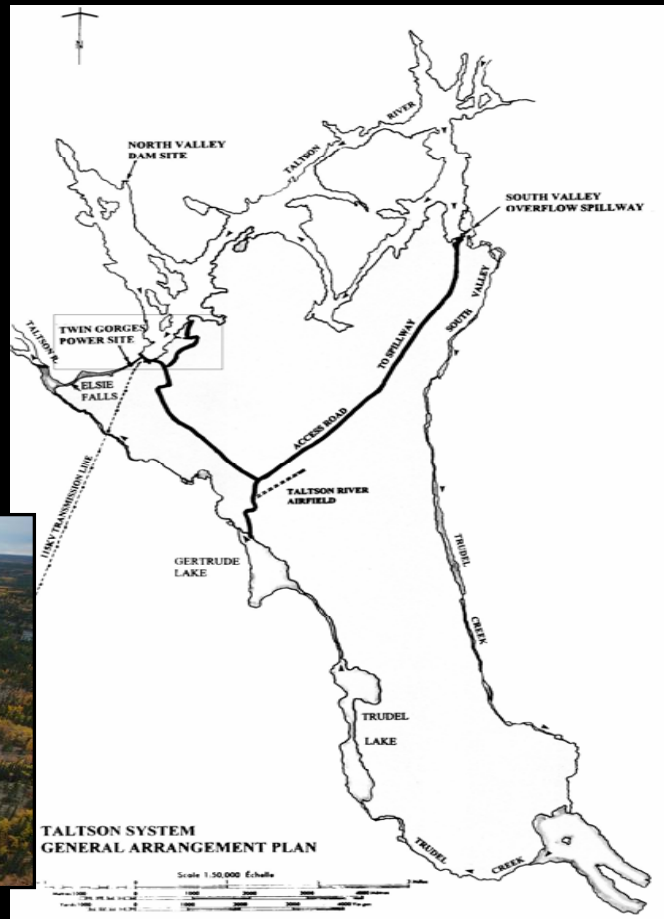 N
TALTSON RIVER
NORTH VALLEY
DAM SITE
SOUTH VALLEY
OVERFLOW SPILLWAY
TWIN GORGES
POWER SITE
TALTSON R.
ELSIE
FALLS
SOUTH VALLEY
TO SPILLWAY
ACCESS ROAD
115KV TRANSMISSION LINE
TALTSON RIVER
AIRFIELD
GERTRUDE
LAKE
TRUDEL
CREEK
TRUDEL
LAKE
TALTSON SYSTEM
GENERAL ARRANGEMENT PLAN
TRUDEL
CREEK
Scale 1:50,000 Échelle